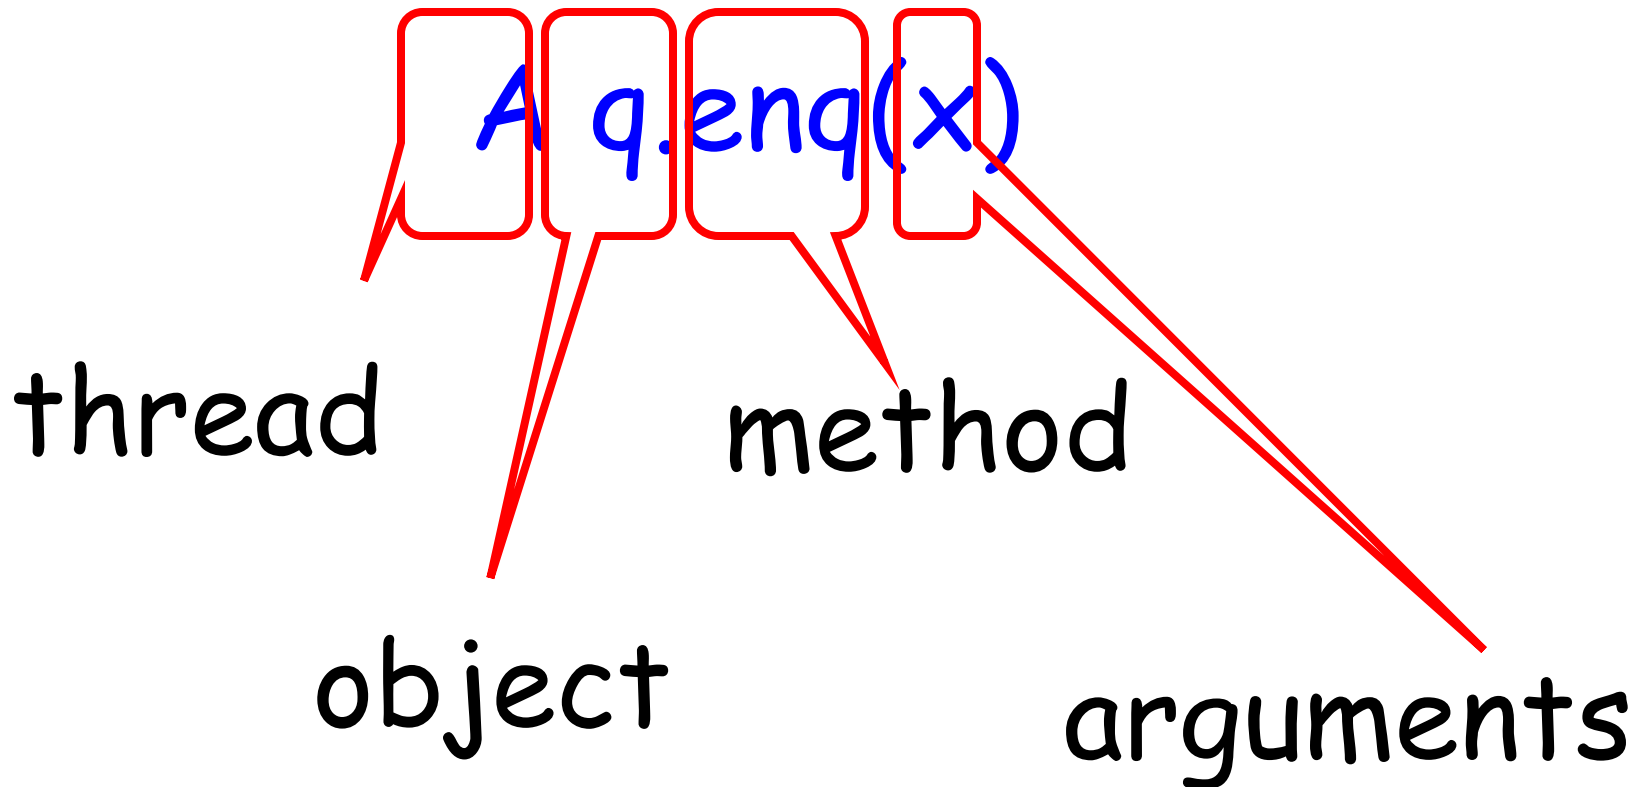 A q.enq(x)
thread
method
object
arguments